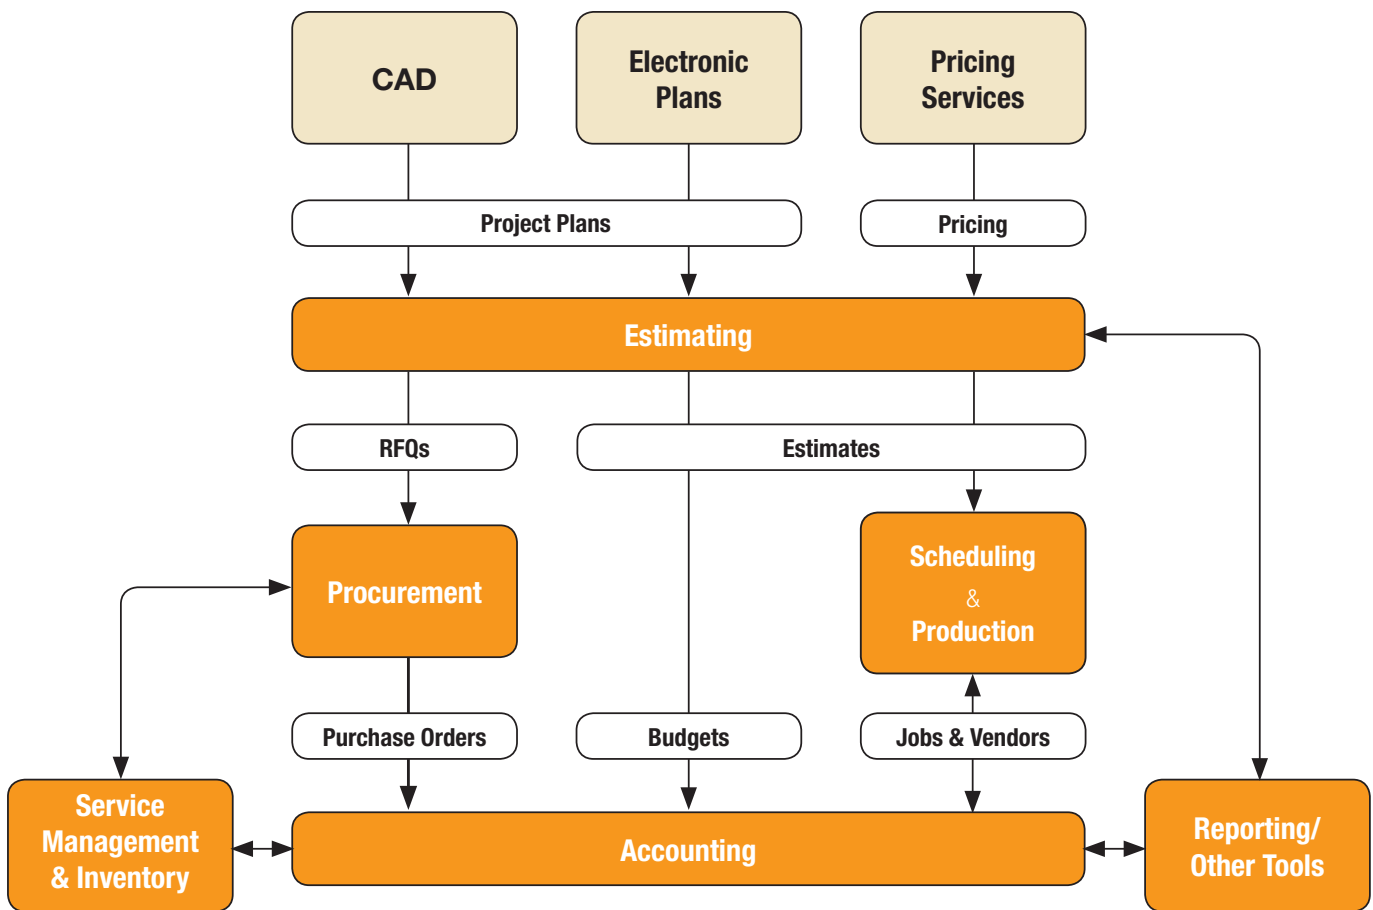 CAD
Electronic
Plans
Pricing
Services
Project Plans
Pricing
Estimating
RFQs
Estimates
Procurement
Scheduling
&
Production
Purchase Orders
Budgets
Jobs & Vendors
Service
Management
& Inventory
Accounting
Reporting/
Other Tools